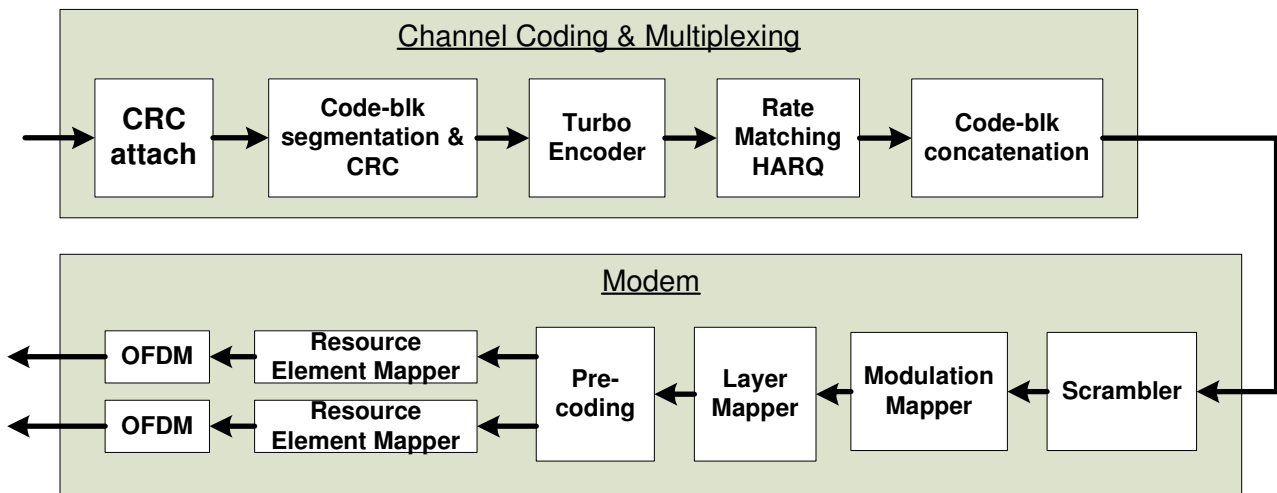 Channel Coding & Multiplexing
CRC
attach
Code-blk
segmentation &
CRC
Turbo
Encoder
Rate
Matching
HARQ
Code-blk
concatenation
Modem
OFDM
Resource
Element Mapper
OFDM
Resource
Element Mapper
Pre-
coding
Layer
Mapper
Modulation
Mapper
Scrambler